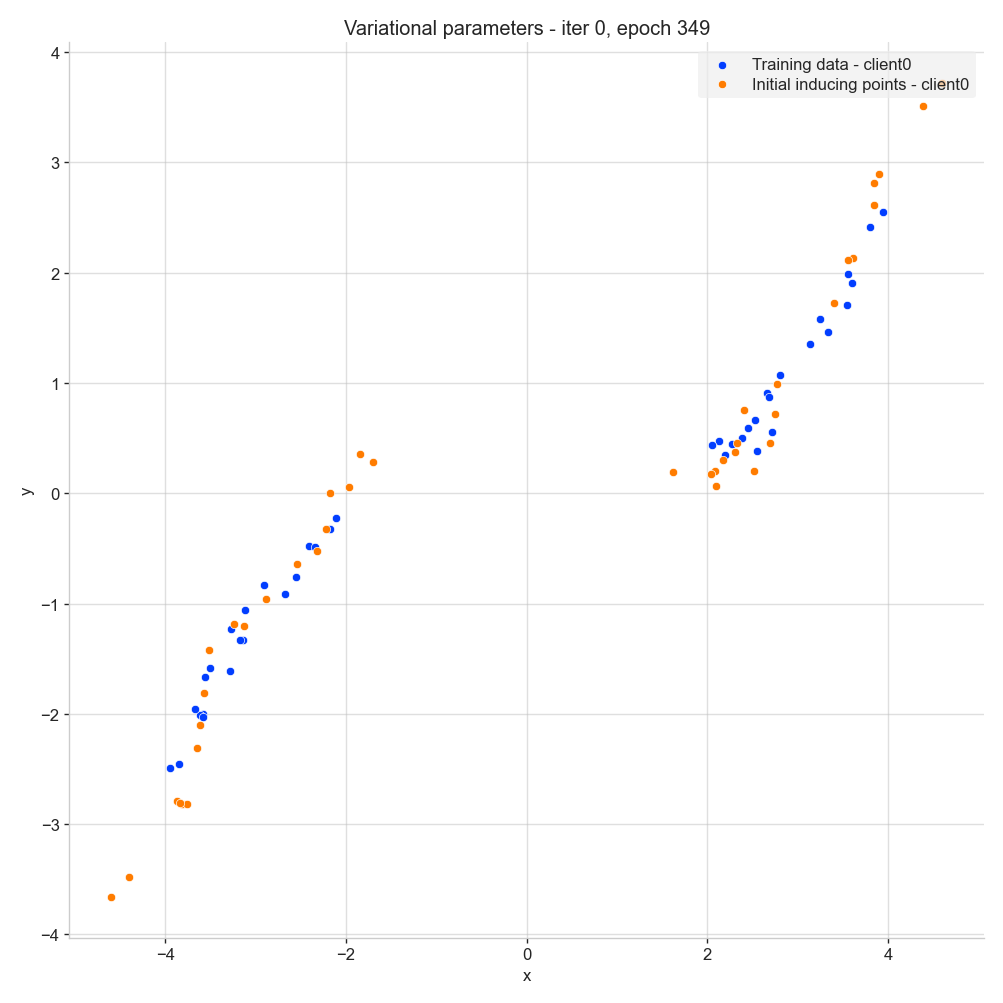 Variational parameters - iter 0, epoch 349
Training data - client0
Initial inducing points - client0
4
3
2
1
0
−1
−2
−3
−4
y
−4 −2 0 2 4
x